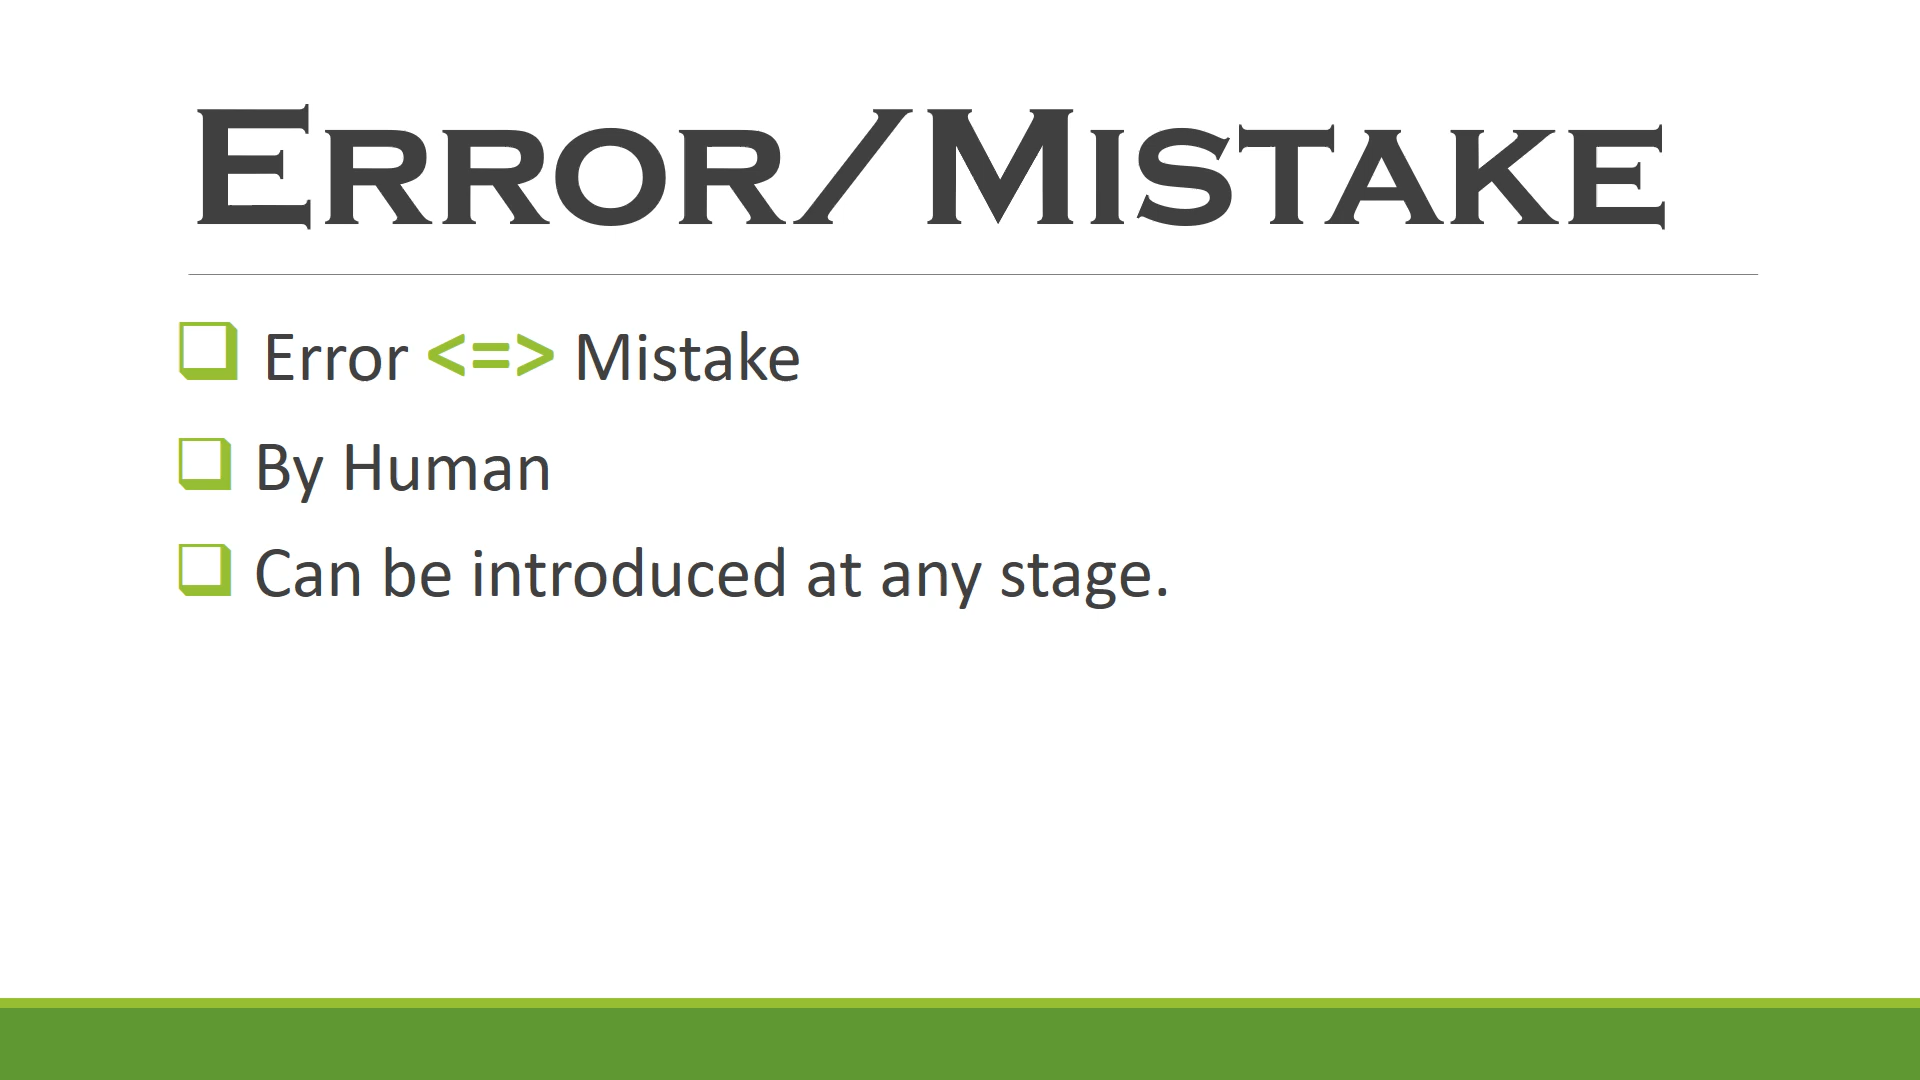 Error/Mistake
Error <=> Mistake
By Human
Can be introduced at any stage.